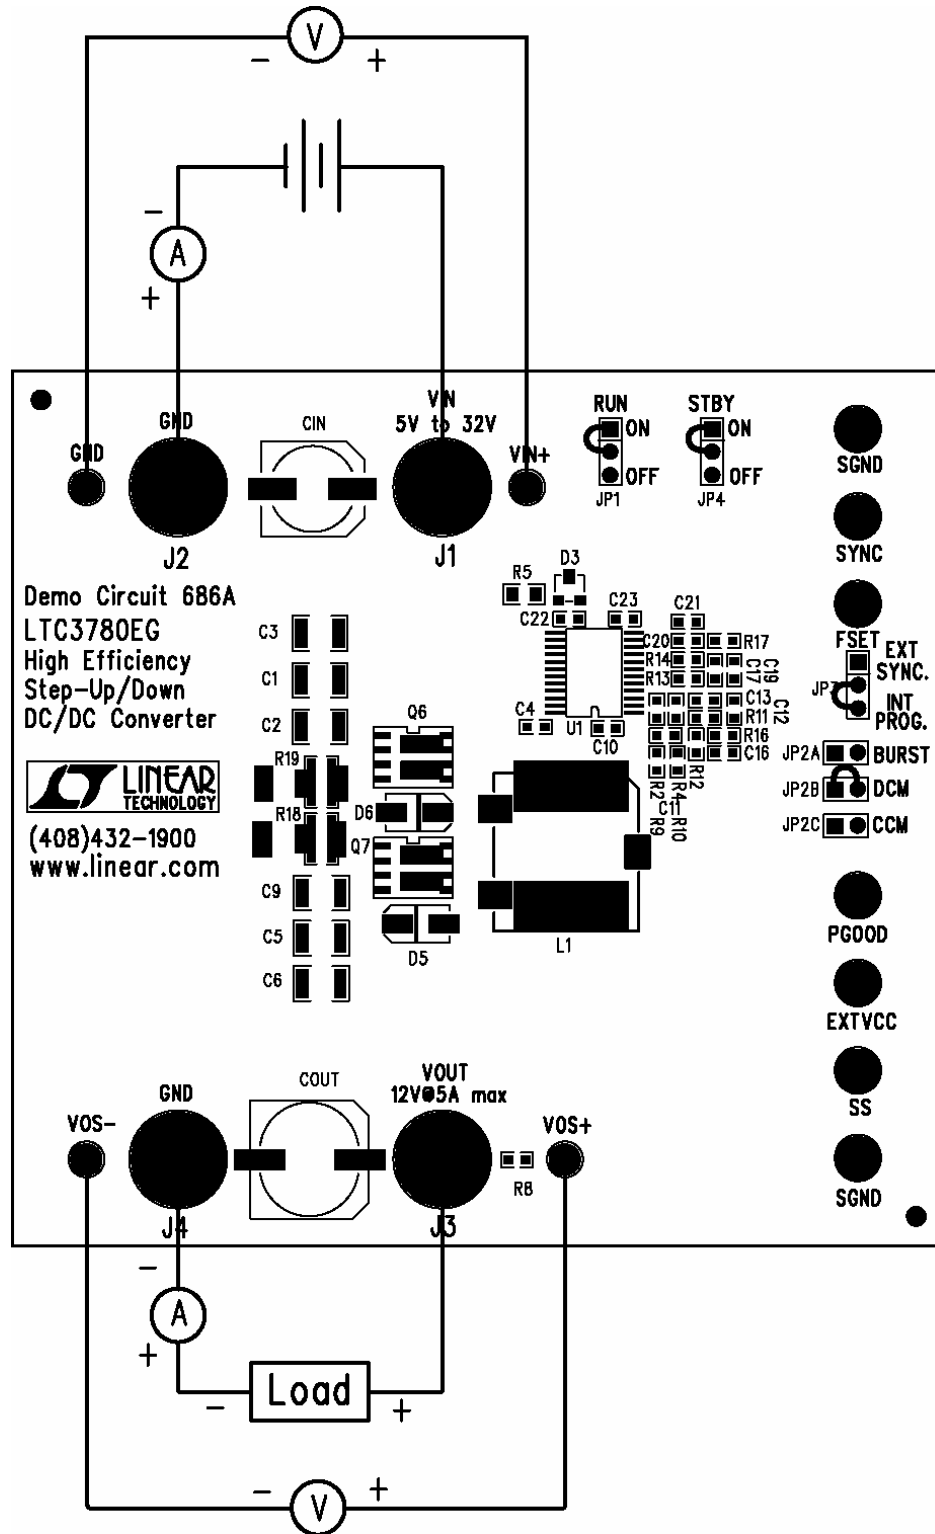 V
- +
-
A
+
RUN
STBY
VIN
5V to 32V
GND
CIN
ON
ON
GND
VIN+
OFF
OFF
SGND
JP1
JP4
J2
J1
SYNC
Demo Circuit 686A
LTC3780EG
High Efficiency
Step-Up/Down
DC/DC Converter
R5
D3
C22
C23
C21
C3
C20
R17
FSET
R14
EXT
SYNC.
C1
R13
C17
C19
INT
PROG.
C2
Q6
C4
U1
C10
C13
R11
C12
R16
C16
JP2A
BURST
LINEAR
TECHNOLOGY
R19
D6
R2
R4
R12
JP2B
DCM
(408)432-1900
www.linear.com
R18
Q7
C11
R9
R10
JP2C
CCM
C9
C5
D5
L1
PGOOD
C6
EXTVCC
GND
COUT
VOUT
12V@5A max
VOS-
VOS+
SS
R8
J4
J3
SGND
-
A
+
Load
- +
- +
V